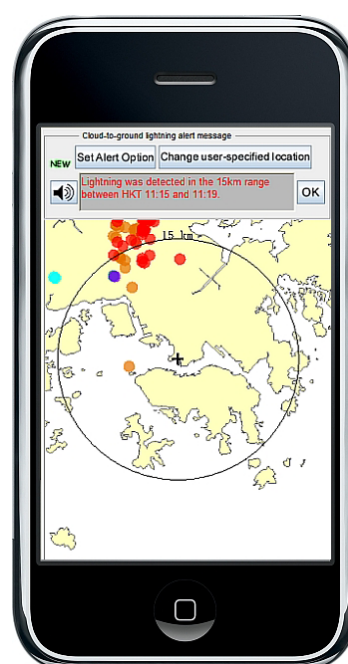 Cloud-to-ground lightning alert message
NEW Set Alert Option Change user-specified location
Lightning was detected in the 15km range
between HKT 11:15 and 11:19.
OK
15 km